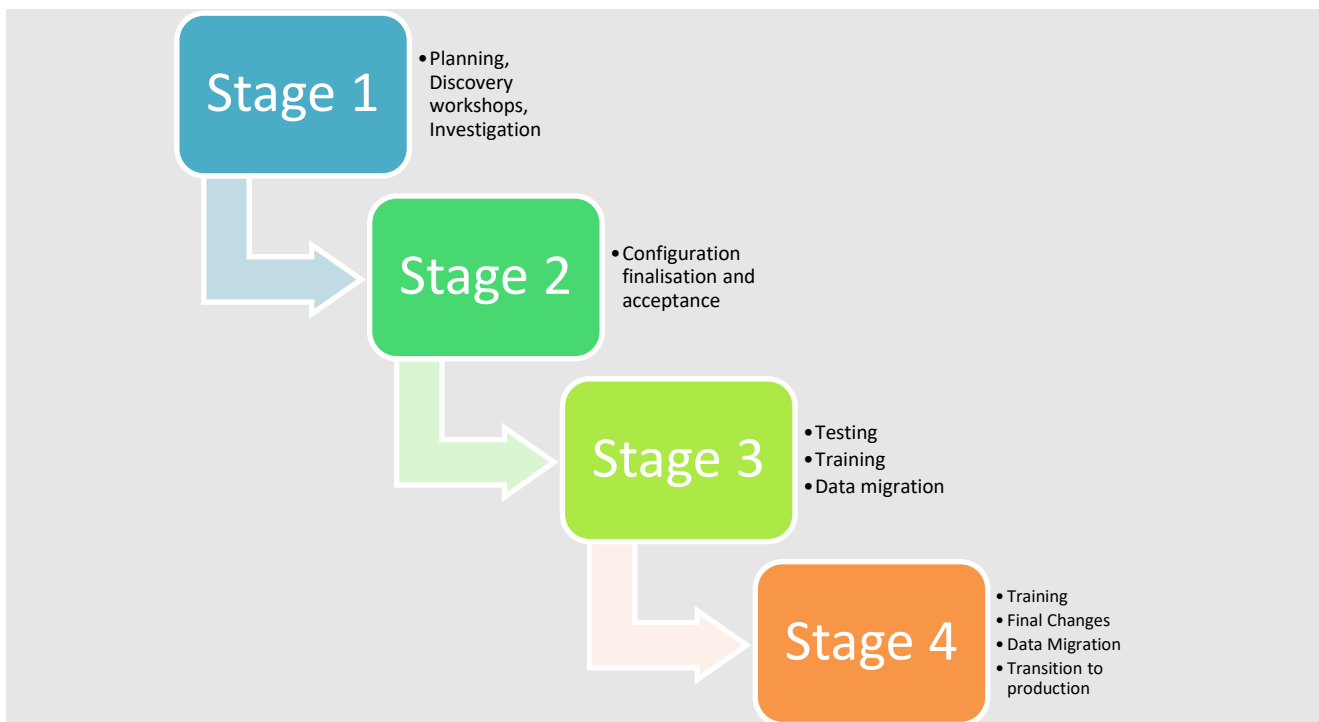 Stage 1
•Planning,
Discovery
workshops,
Investigation
Stage 2
•Configuration
finalisation and
acceptance
Stage 3
•Testing
•Training
•Data migration
Stage 4
•Training
•Final Changes
•Data Migration
•Transition to
production